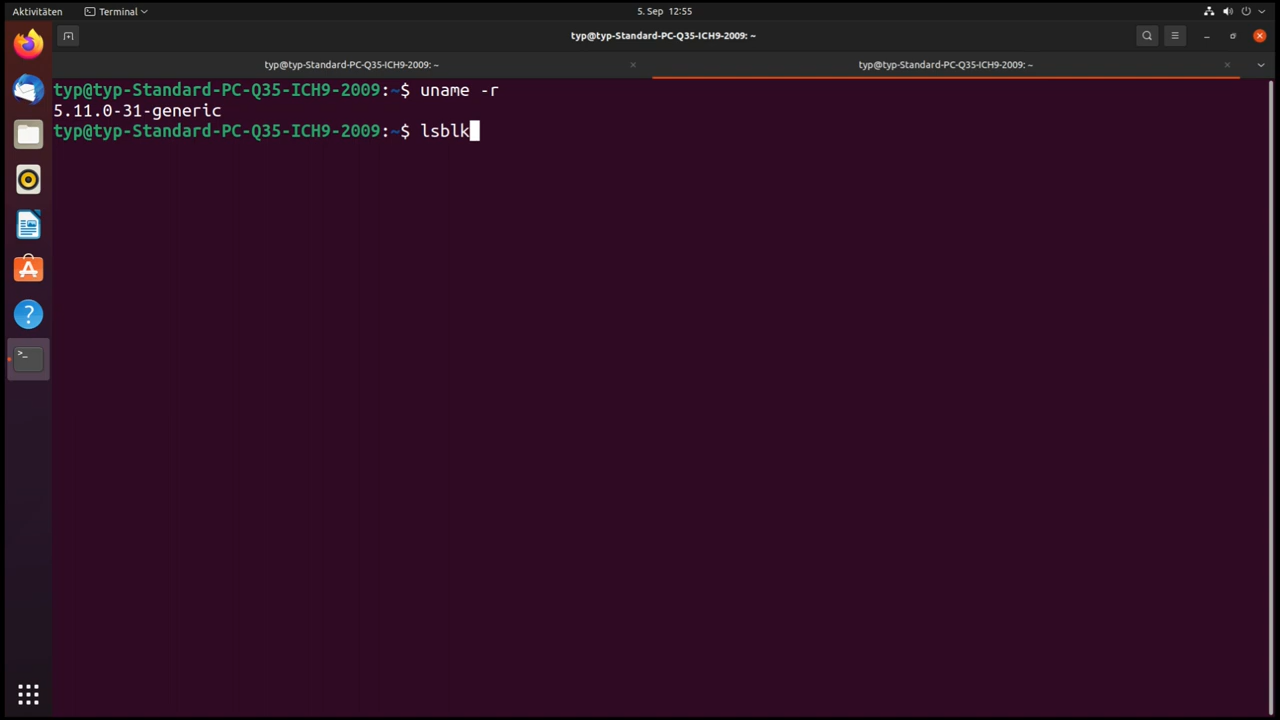 Aktivitäten
Terminal
5. Sep 12:55
typ@typ-Standard-PC-Q35-ICH9-2009: ~
typ@typ-Standard-PC-Q35-ICH9-2009: ~
typ@typ-Standard-PC-Q35-ICH9-2009: ~
typ@typ-Standard-PC-Q35-ICH9-2009:~$ uname -r
5.11.0-31-generic
typ@typ-Standard-PC-Q35-ICH9-2009:~$ lsblk